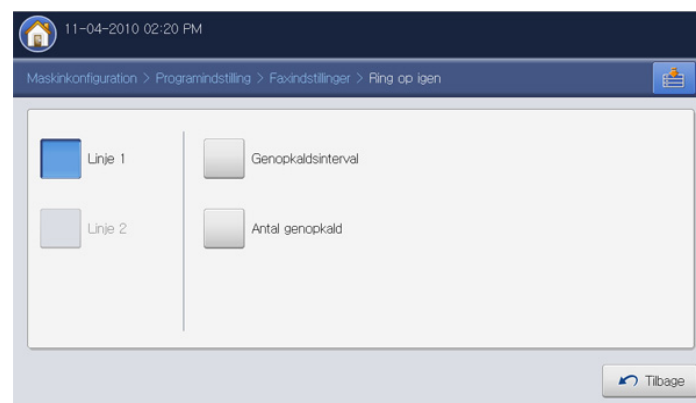 11-04-2010 02:20 PM
Maskinkonfiguration > Programindstilling > Faxindstillinger > Ring op igen
Linje 1
Genopkaldsinterval
Linje 2
Antal genopkald
Tilbage